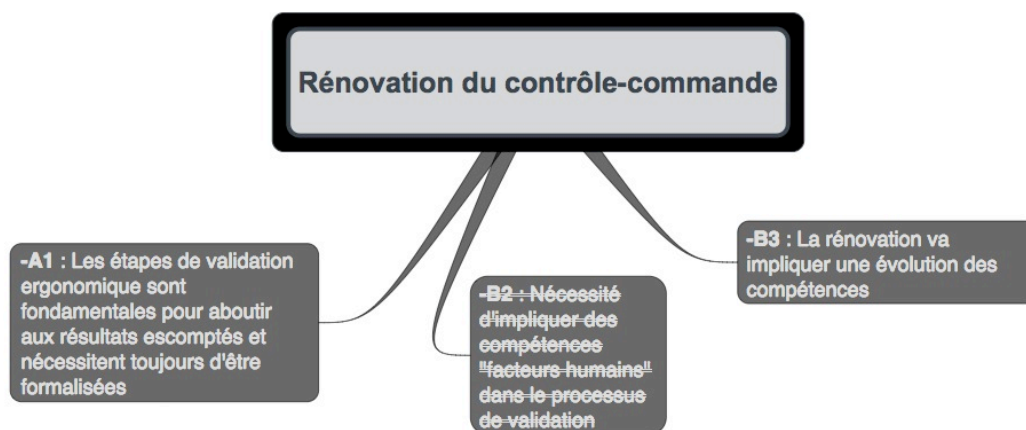 Rénovation du contrôle-commande
-A1 : Les étapes de validation
ergonomique sont
fondamentales pour aboutir
aux résultats escomptés et
nécessitent toujours d'être
formalisées
-B2 : Nécessité
d'impliquer des
compétences
"facteurs humains"
dans le processus
de validation
-B3 : La rénovation va
impliquer une évolution des
compétences